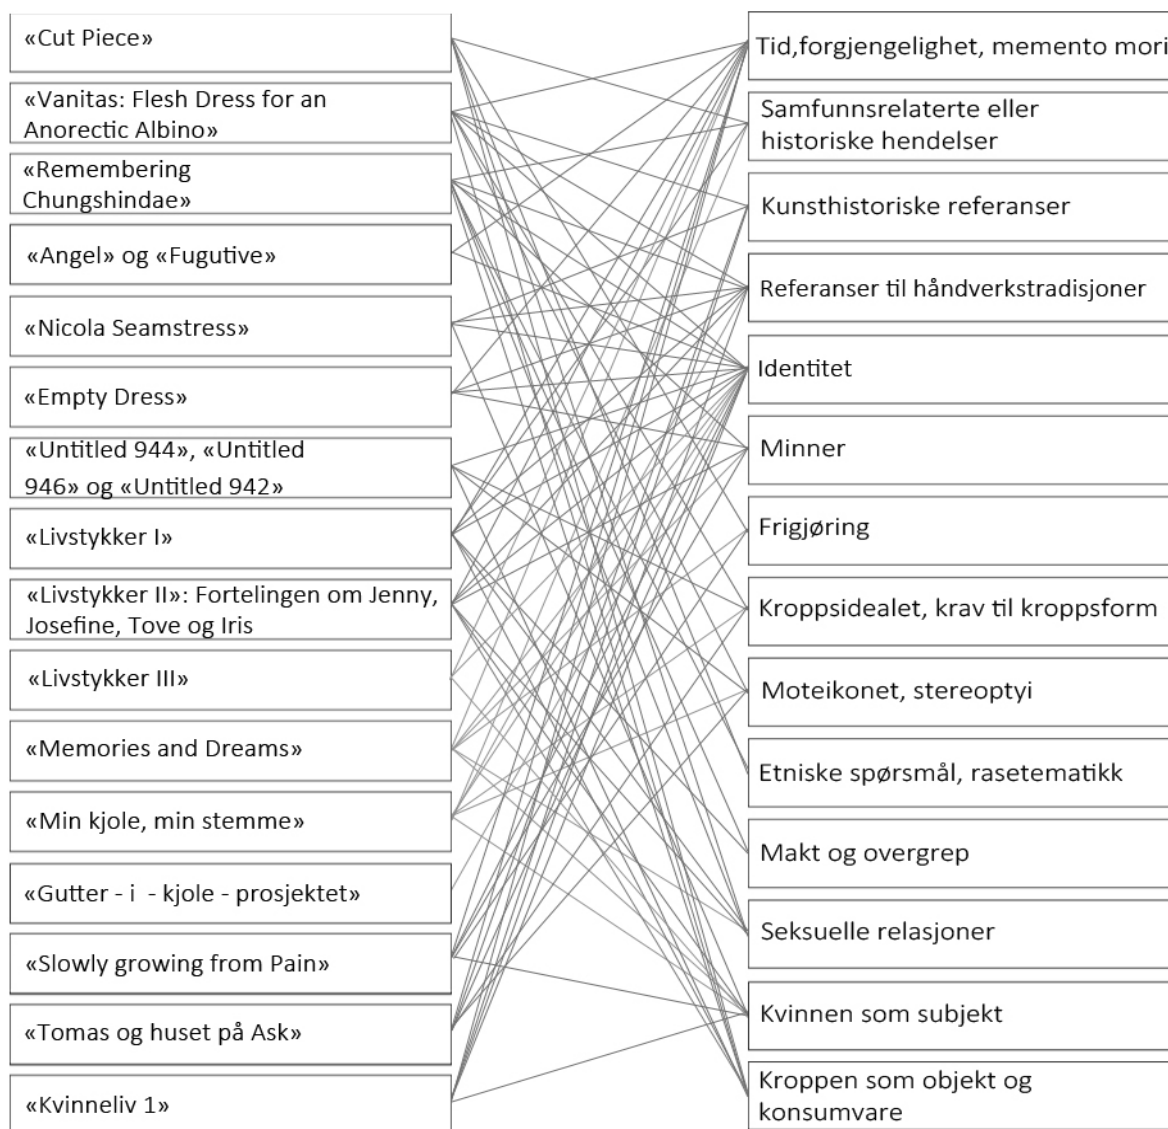 «Cut Piece»
«Vanitas: Flesh Dress for an
Anorectic Albino»
«Remembering
Chungshindae»
«Angel» og «Fugutive»
«Nicola Seamstress»
«Empty Dress»
«Untitled 944», «Untitled
946» og «Untitled 942»
«Livstykker I»
«Livstykker II»: Fortelingen om Jenny,
Josefine, Tove og Iris
«Livstykker III»
«Memories and Dreams»
«Min kjole, min stemme»
«Gutter - i - kjole - prosjektet»
«Slowly growing from Pain»
«Tomas og huset på Ask»
«Kvinneliv 1»
Tid,forgjengelighet, memento mori
Samfunnsrelaterte eller
historiske hendelser
Kunsthistoriske referanser
Referanser til håndverkstradisjoner
Identitet
Minner
Frigjøring
Kroppsidealet, krav til kroppsform
Moteikonet, stereoptyi
Etniske spørsmål, rasetematikk
Makt og overgrep
Seksuelle relasjoner
Kvinnen som subjekt
Kroppen som objekt og
konsumvare